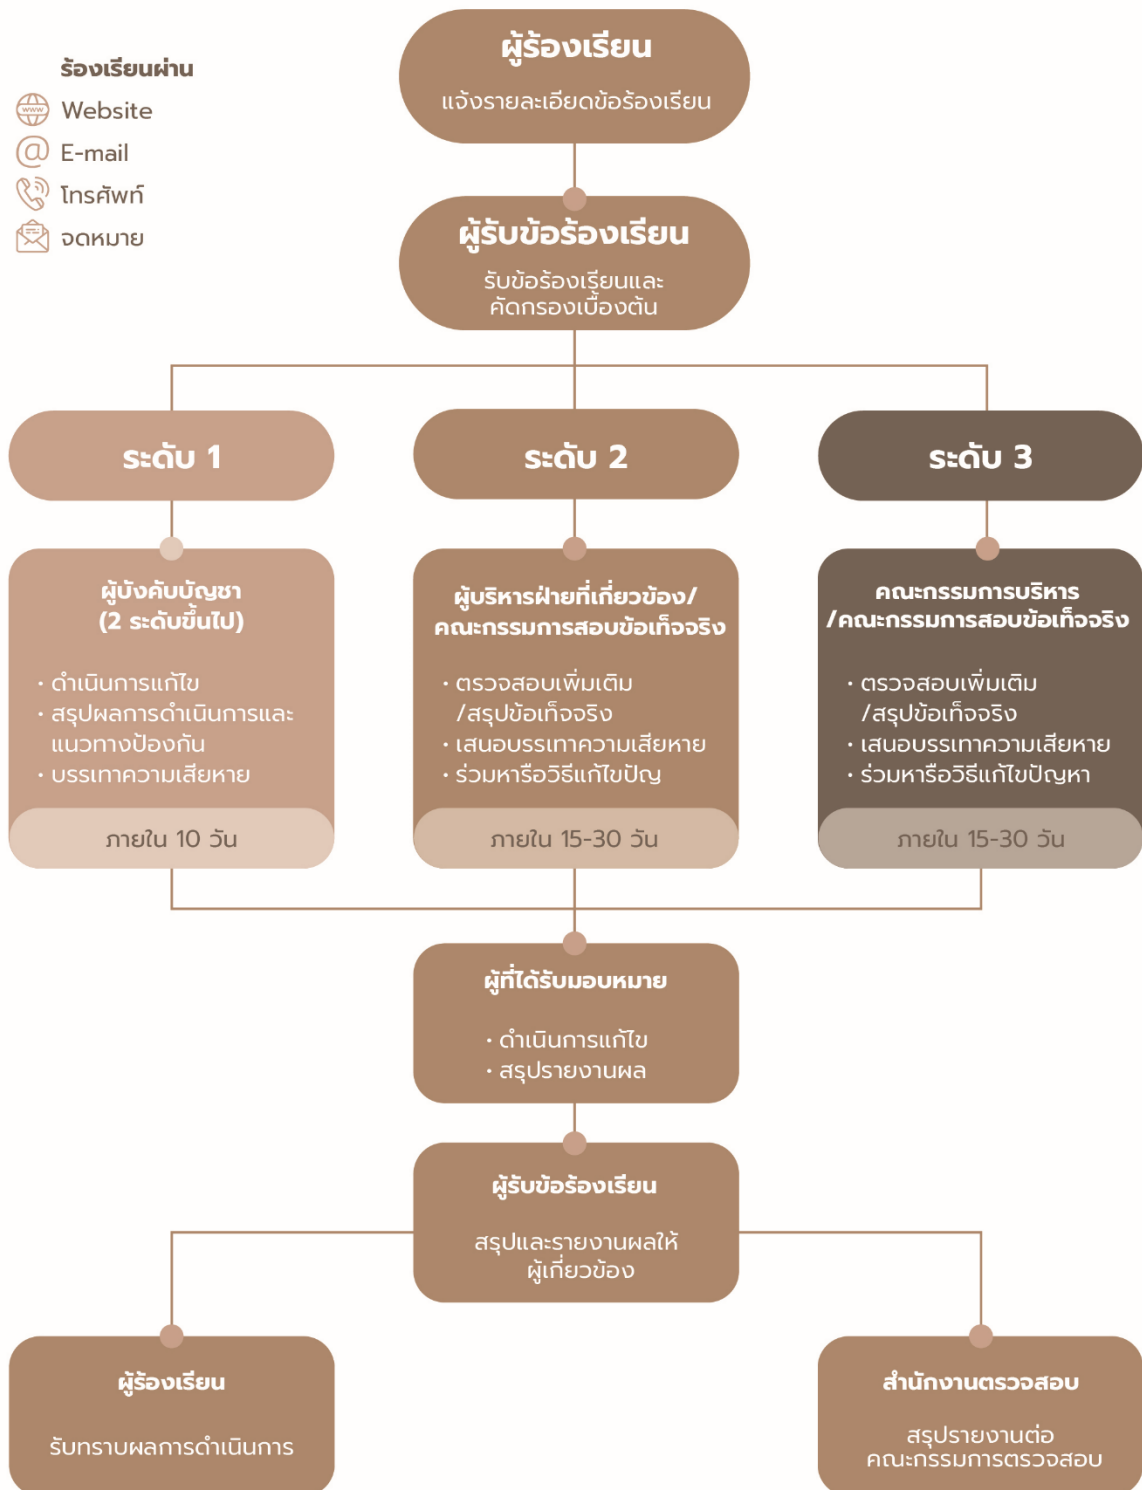 ร้องเรียนผ่าน
www
Website
@ E-mail
โทรศัพท์
จดหมาย
ผู้ร้องเรียน
แจ้งรายละเอียดข้อร้องเรียน
ผู้รับข้อร้องเรียน
รับข้อร้องเรียนและ
คัดกรองเบื้องต้น
ระดับ 1
ผู้บังคับบัญชา
(2 ระดับขึ้นไป)
· ดำเนินการแก้ไข
· สรุปผลการดำเนินการและ
แนวทางป้องกัน
· บรรเทาความเสียหาย
ภายใน 10 วัน
ระดับ 2
ผู้บริหารฝ่ายที่เกี่ยวข้อง/
คณะกรรมการสอบข้อเท็จจริง
· ตรวจสอบเพิ่มเติม
/สรุปข้อเท็จจริง
· เสนอบรรเทาความเสียหาย
· ร่วมหารือวิธีแก้ไขปัญ
ภายใน 15-30 วัน
ระดับ 3
คณะกรรมการบริหาร
/คณะกรรมการสอบข้อเท็จจริง
· ตรวจสอบเพิ่มเติม
/สรุปข้อเท็จจริง
· เสนอบรรเทาความเสียหาย
· ร่วมหารือวิธีแก้ไขปัญหา
ภายใน 15-30 วัน
ผู้ที่ได้รับมอบหมาย
· ดำเนินการแก้ไข
· สรุปรายงานผล
ผู้รับข้อร้องเรียน
สรุปและรายงานผลให้
ผู้เกี่ยวข้อง
ผู้ร้องเรียน
รับทราบผลการดำเนินการ
สำนักงานตรวจสอบ
สรุปรายงานต่อ
คณะกรรมการตรวจสอบ